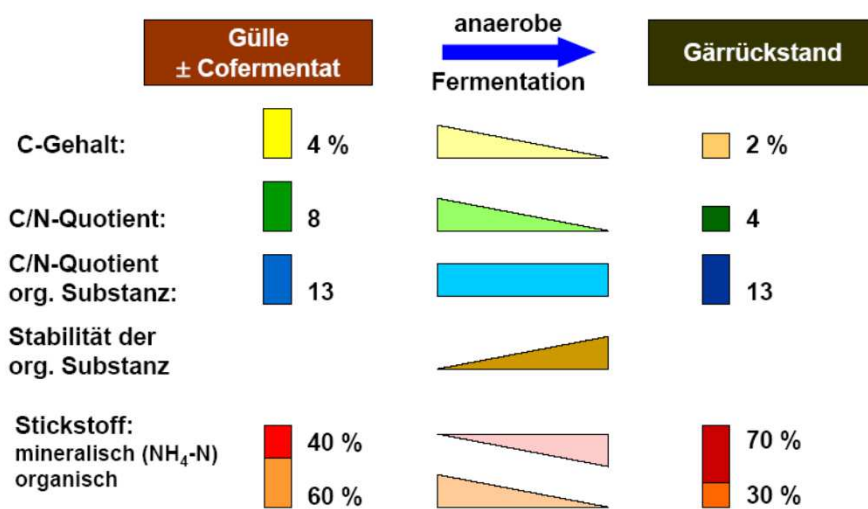 Gülle
± Cofermentat
anaerobe
Fermentation
Gärrückstand
C-Gehalt:
4 %
2 %
C/N-Quotient:
8
4
C/N-Quotient
org. Substanz:
13
13
Stabilität der
org. Substanz
Stickstoff:
mineralisch (NH₄-N)
organisch
40 %
60 %
70 %
30 %